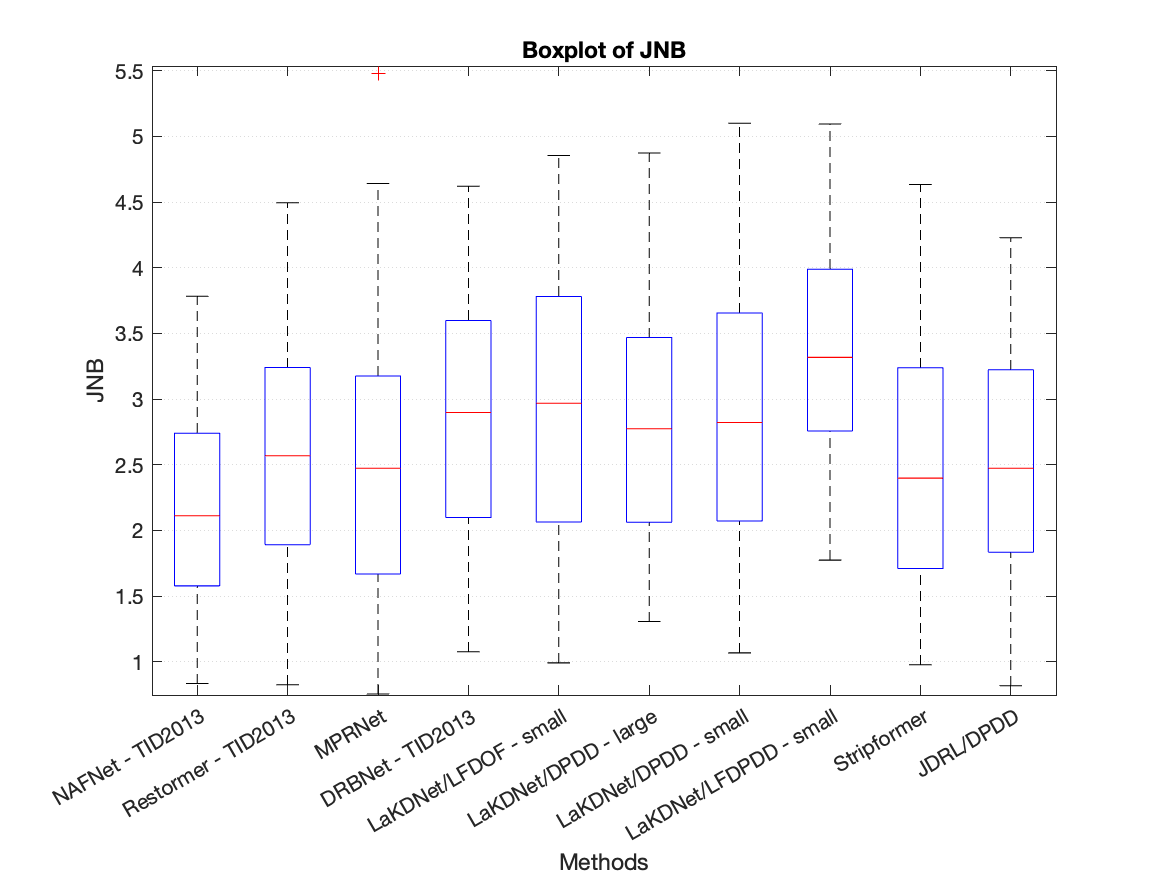 Boxplot of JNB
5.5
5
4.5
4
3.5
3
2.5
2
1.5
1
JNB
NAFNet - TID2013
Restormer - TID2013
MPRNet
DRBNet - TID2013
LaKDNet/LFDOF - small
LaKDNet/DPDD - large
LaKDNet/DPDD - small
LaKDNet/LFDPDD - small
Stripformer
JDRL/DPDD
Methods